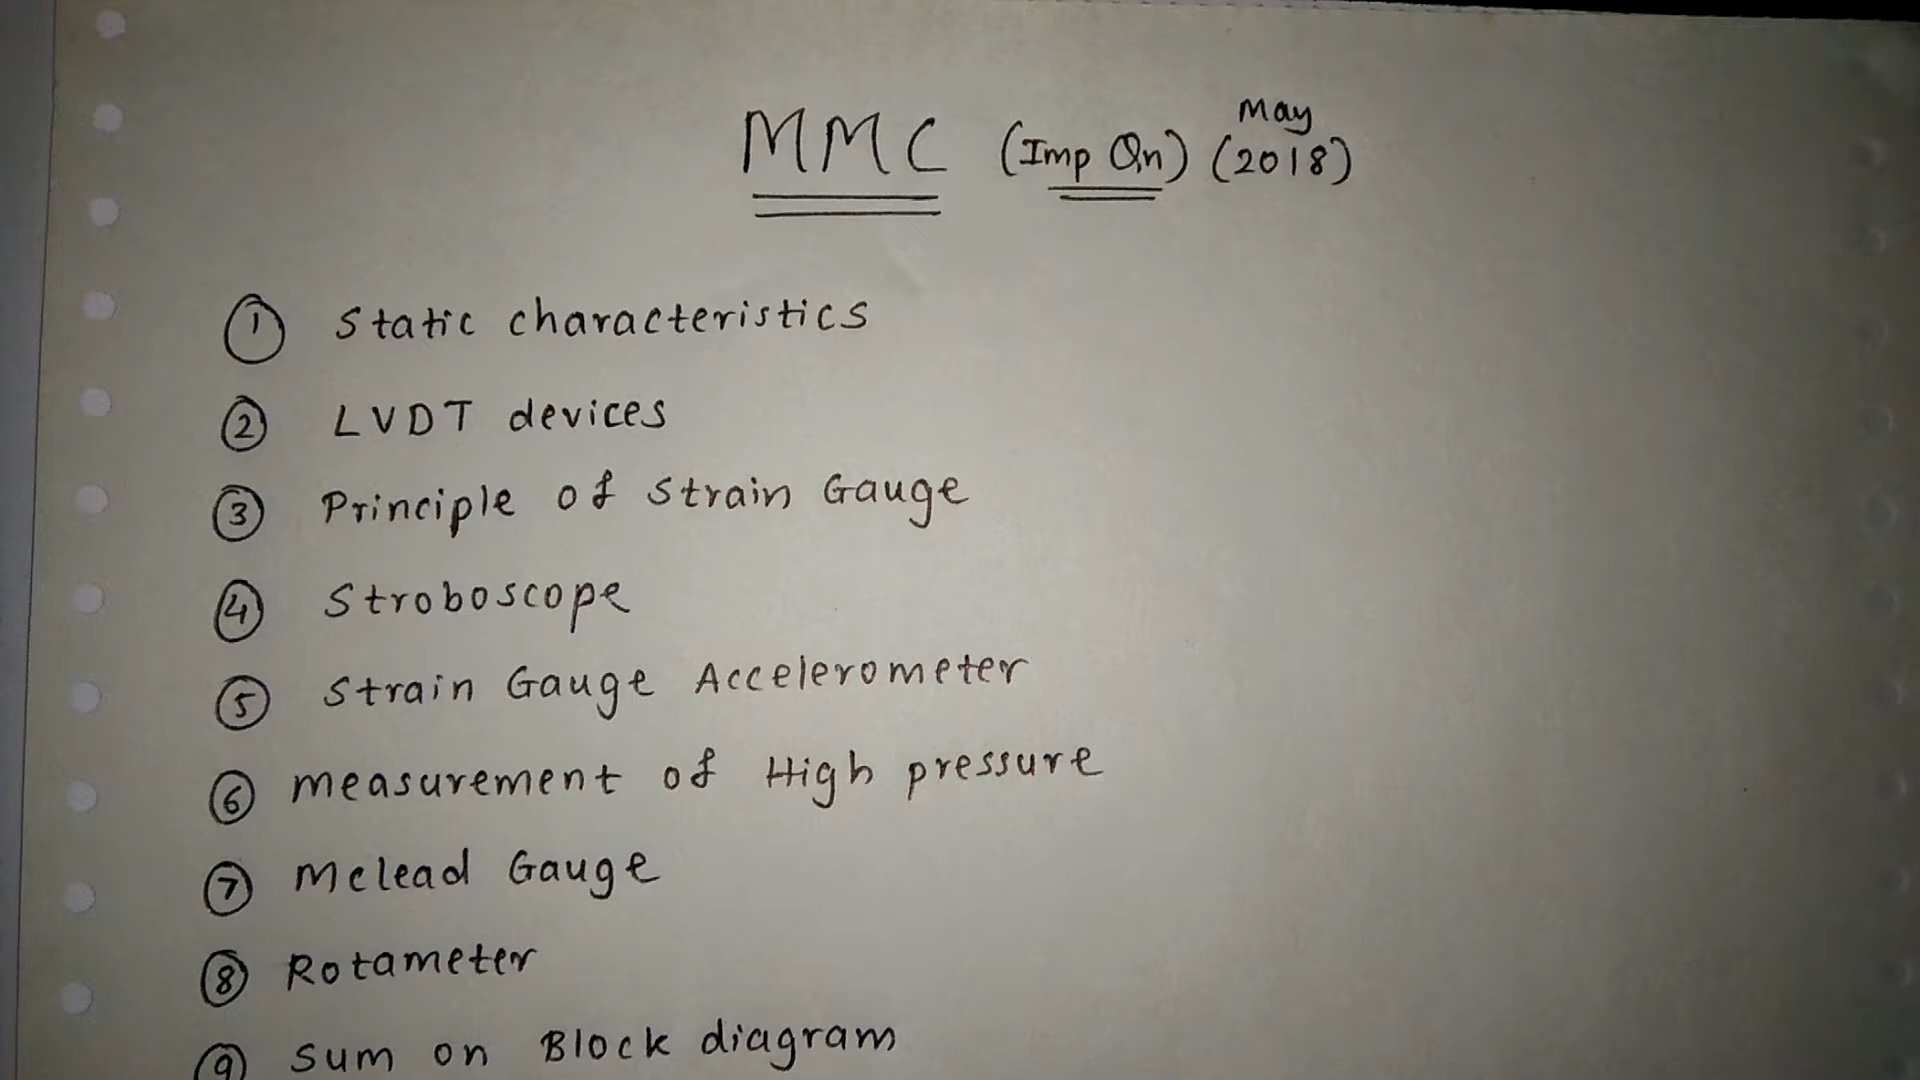 May
MMC (Imp Qn) (2018)
1 Static characteristics
2 LVDT devices
3 Principle of Strain Gauge
4 Stroboscope
5 Strain Gauge Accelerometer
6 Measurement of High pressure
7 Mclead Gauge
8 Rotameter
9 Sum on Block diagram